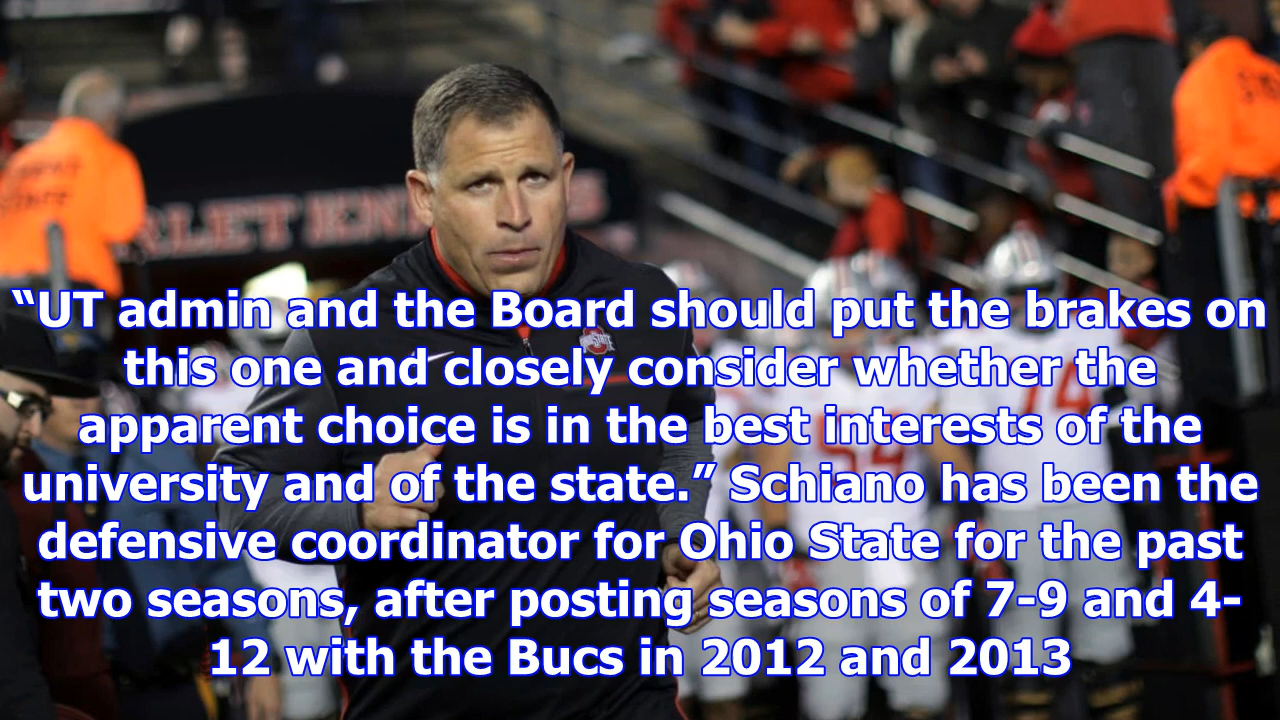 “UT admin and the Board should put the brakes on
this one and closely consider whether the
apparent choice is in the best interests of the
university and of the state.” Schiano has been the
defensive coordinator for Ohio State for the past
two seasons, after posting seasons of 7-9 and 4-
12 with the Bucs in 2012 and 2013
54
74